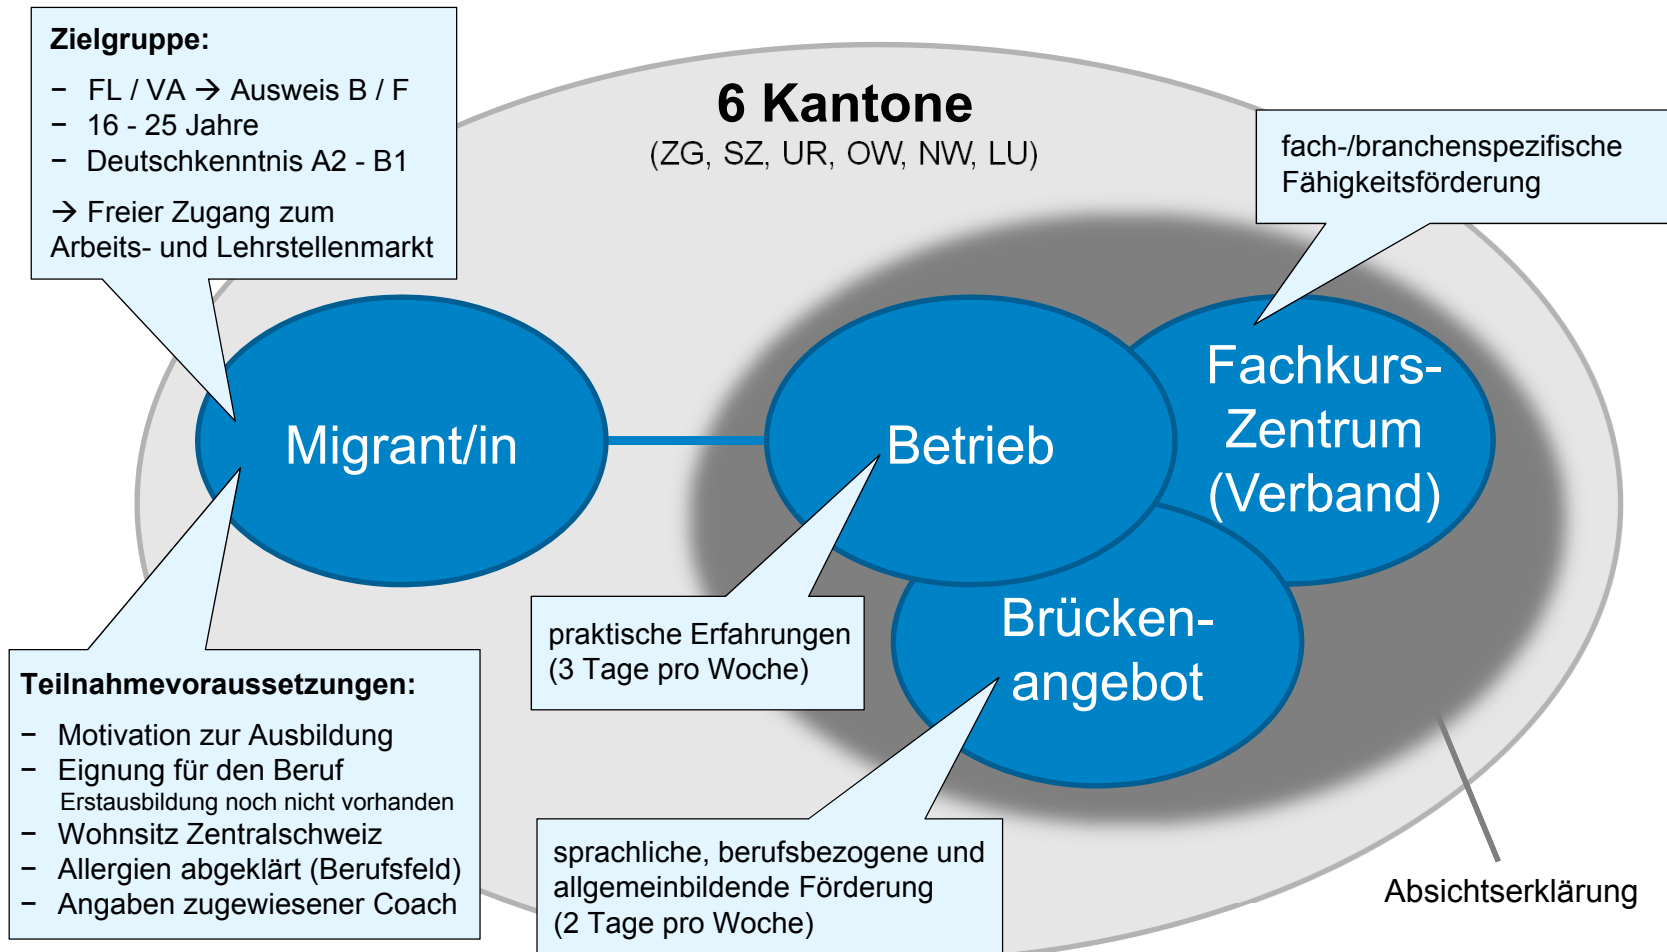 Zielgruppe:
− FL / VA → Ausweis B / F
− 16 - 25 Jahre
− Deutschkenntnis A2 - B1
→ Freier Zugang zum
Arbeits- und Lehrstellenmarkt
6 Kantone
(ZG, SZ, UR, OW, NW, LU)
fach-/branchenspezifische
Fähigkeitsförderung
Migrant/in
Betrieb
Fachkurs-
Zentrum
(Verband)
Brücken-
angebot
praktische Erfahrungen
(3 Tage pro Woche)
Teilnahmevoraussetzungen:
− Motivation zur Ausbildung
− Eignung für den Beruf
Erstausbildung noch nicht vorhanden
− Wohnsitz Zentralschweiz
− Allergien abgeklärt (Berufsfeld)
− Angaben zugewiesener Coach
sprachliche, berufsbezogene und
allgemeinbildende Förderung
(2 Tage pro Woche)
Absichtserklärung